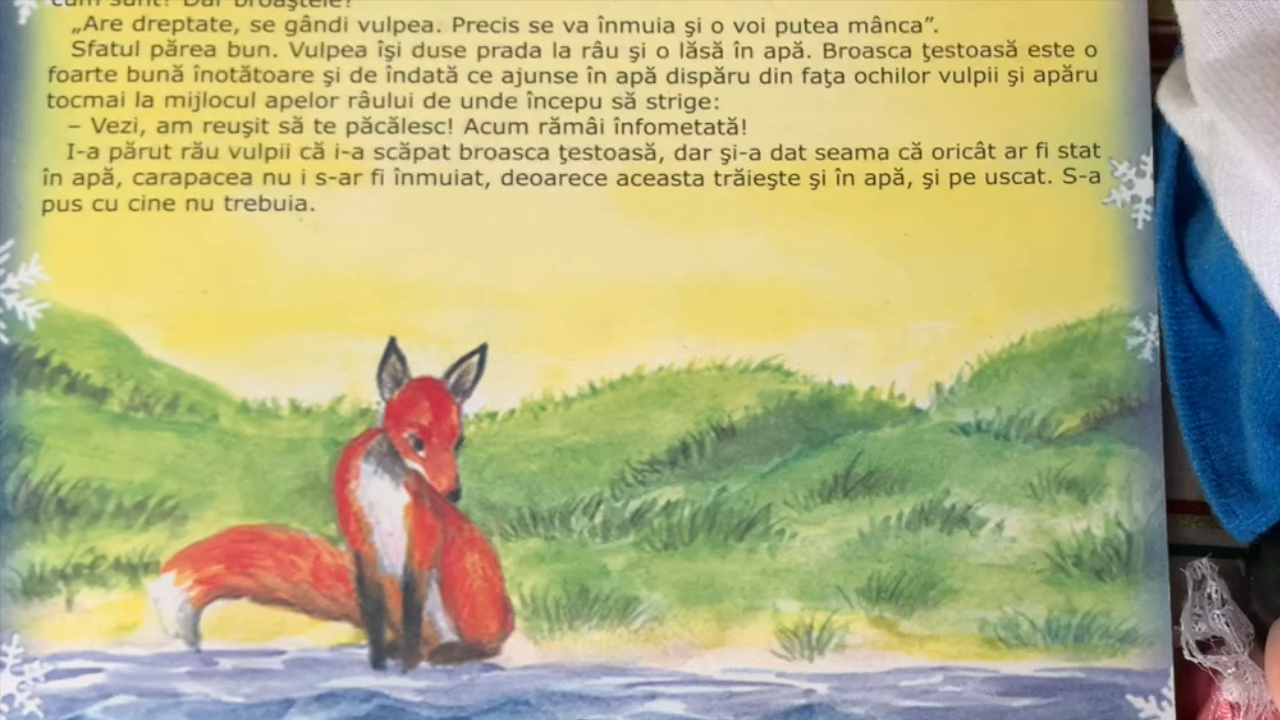 cum sunt! Dar broaştele!
„Are dreptate, se gândi vulpea. Precis se va înmuia şi o voi putea mânca”.
Sfatul părea bun. Vulpea îşi duse prada la râu şi o lăsă în apă. Broasca ţestoasă este o
foarte bună înotătoare şi de îndată ce ajunse în apă dispăru din faţa ochilor vulpii şi apăru
tocmai la mijlocul apelor râului de unde începu să strige:
– Vezi, am reuşit să te păcălesc! Acum rămâi înfometată!
I-a părut rău vulpii că i-a scăpat broasca ţestoasă, dar şi-a dat seama că oricât ar fi stat
în apă, carapacea nu i s-ar fi înmuiat, deoarece aceasta trăieşte şi în apă, şi pe uscat. S-a
pus cu cine nu trebuia.